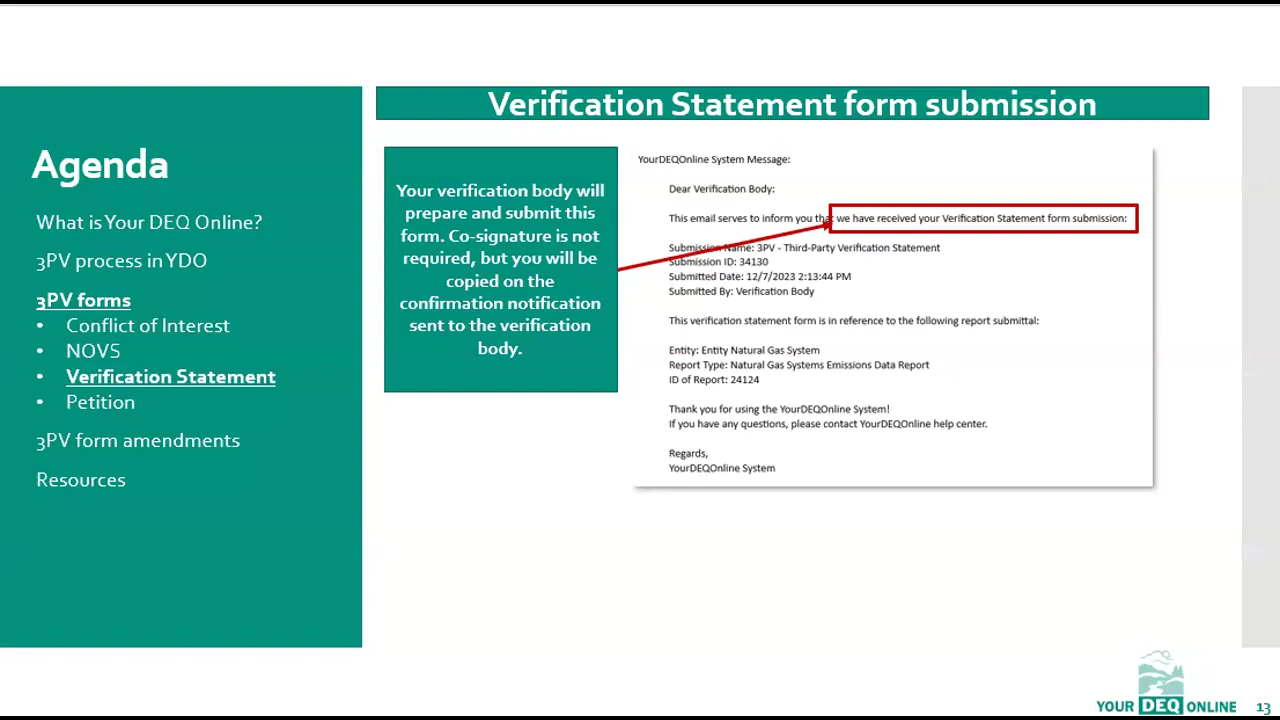 Verification Statement form submission
Agenda
What is Your DEQ Online?
3PV process in YDO
3PV forms
• Conflict of Interest
• NOVS
• Verification Statement
• Petition
3PV form amendments
Resources
Your verification body will
prepare and submit this
form. Co-signature is not
required, but you will be
copied on the
confirmation notification
sent to the verification
body.
YourDEQOnline System Message:
Dear Verification Body:
This email serves to inform you that we have received your Verification Statement form submission:
Submission Name: 3PV - Third-Party Verification Statement
Submission ID: 34130
Submitted Date: 12/7/2023 2:13:44 PM
Submitted By: Verification Body
This verification statement form is in reference to the following report submittal:
Entity: Entity Natural Gas System
Report Type: Natural Gas Systems Emissions Data Report
ID of Report: 24124
Thank you for using the YourDEQOnline System!
If you have any questions, please contact YourDEQOnline help center.
Regards,
YourDEQOnline System
YOUR DEQ ONLINE
13